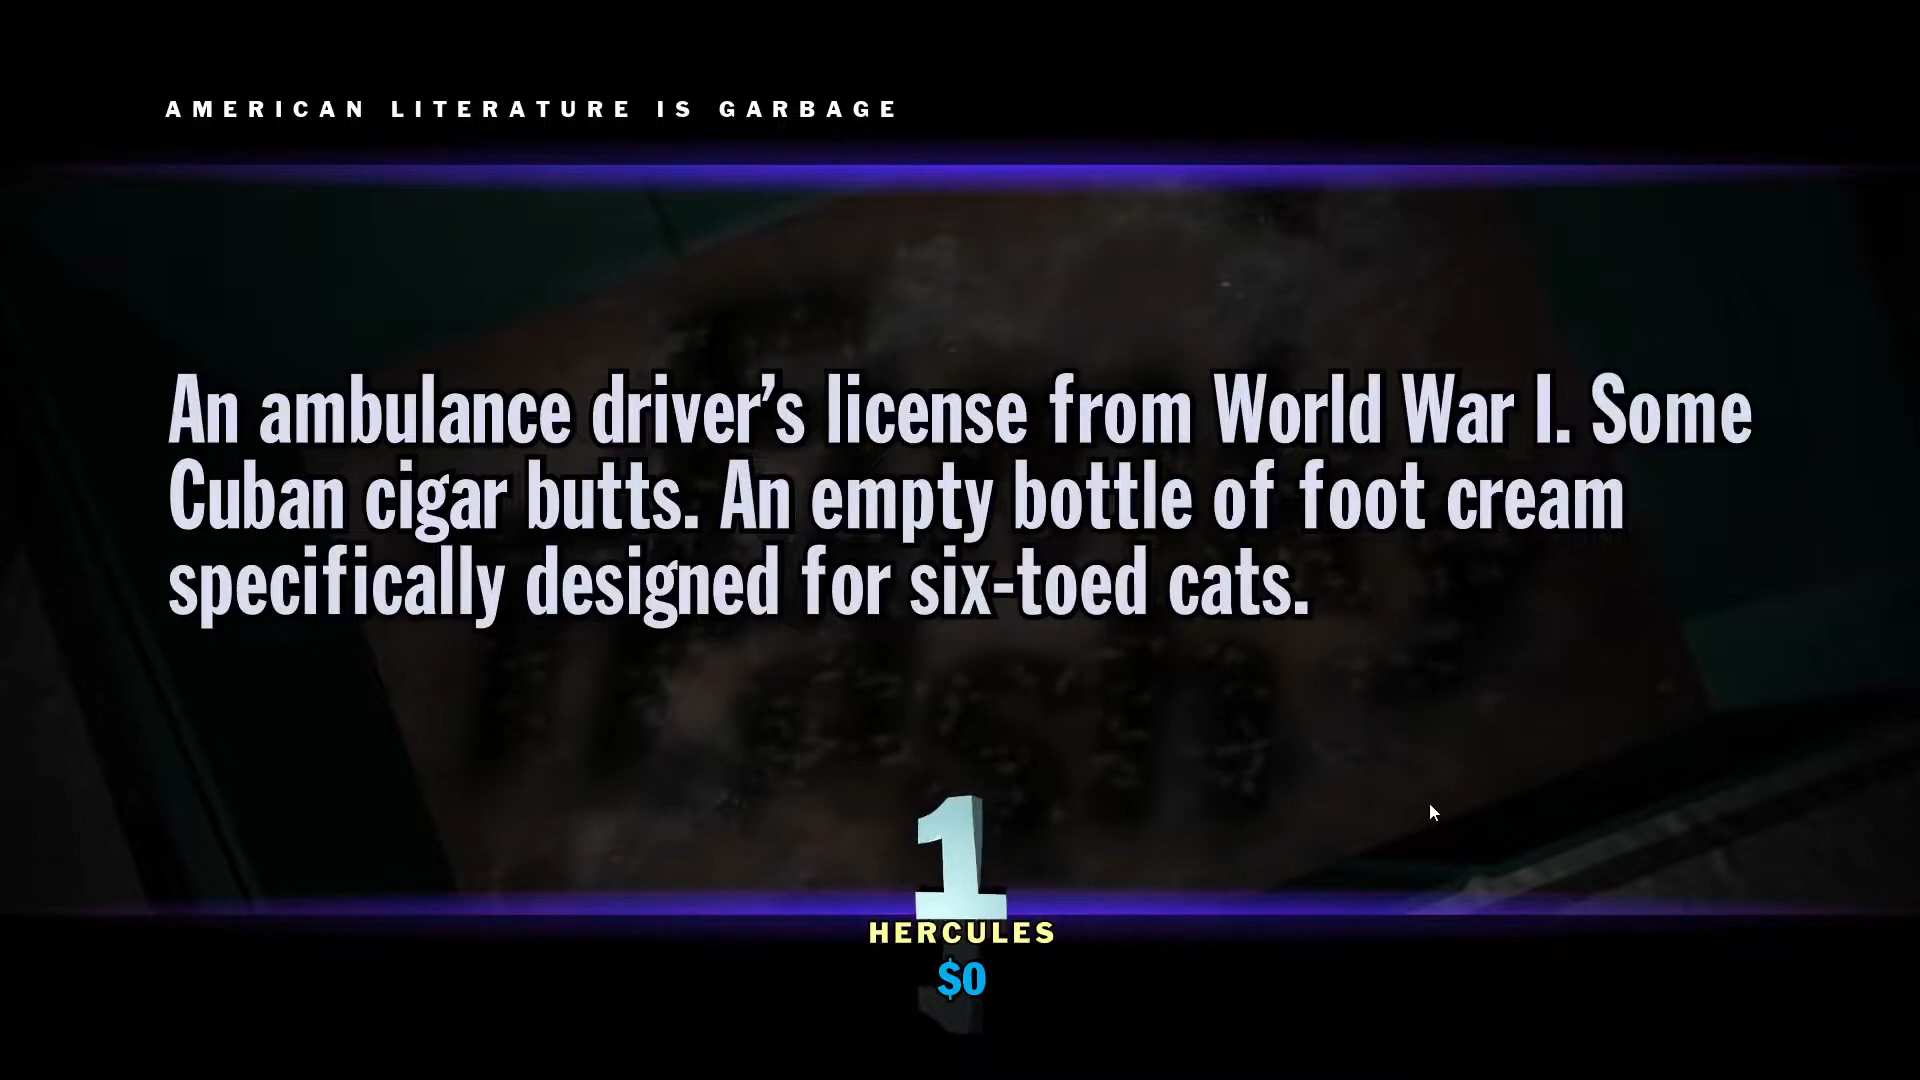 AMERICAN LITERATURE IS GARBAGE
An ambulance driver’s license from World War I. Some
Cuban cigar butts. An empty bottle of foot cream
specifically designed for six-toed cats.
1
HERCULES
$0